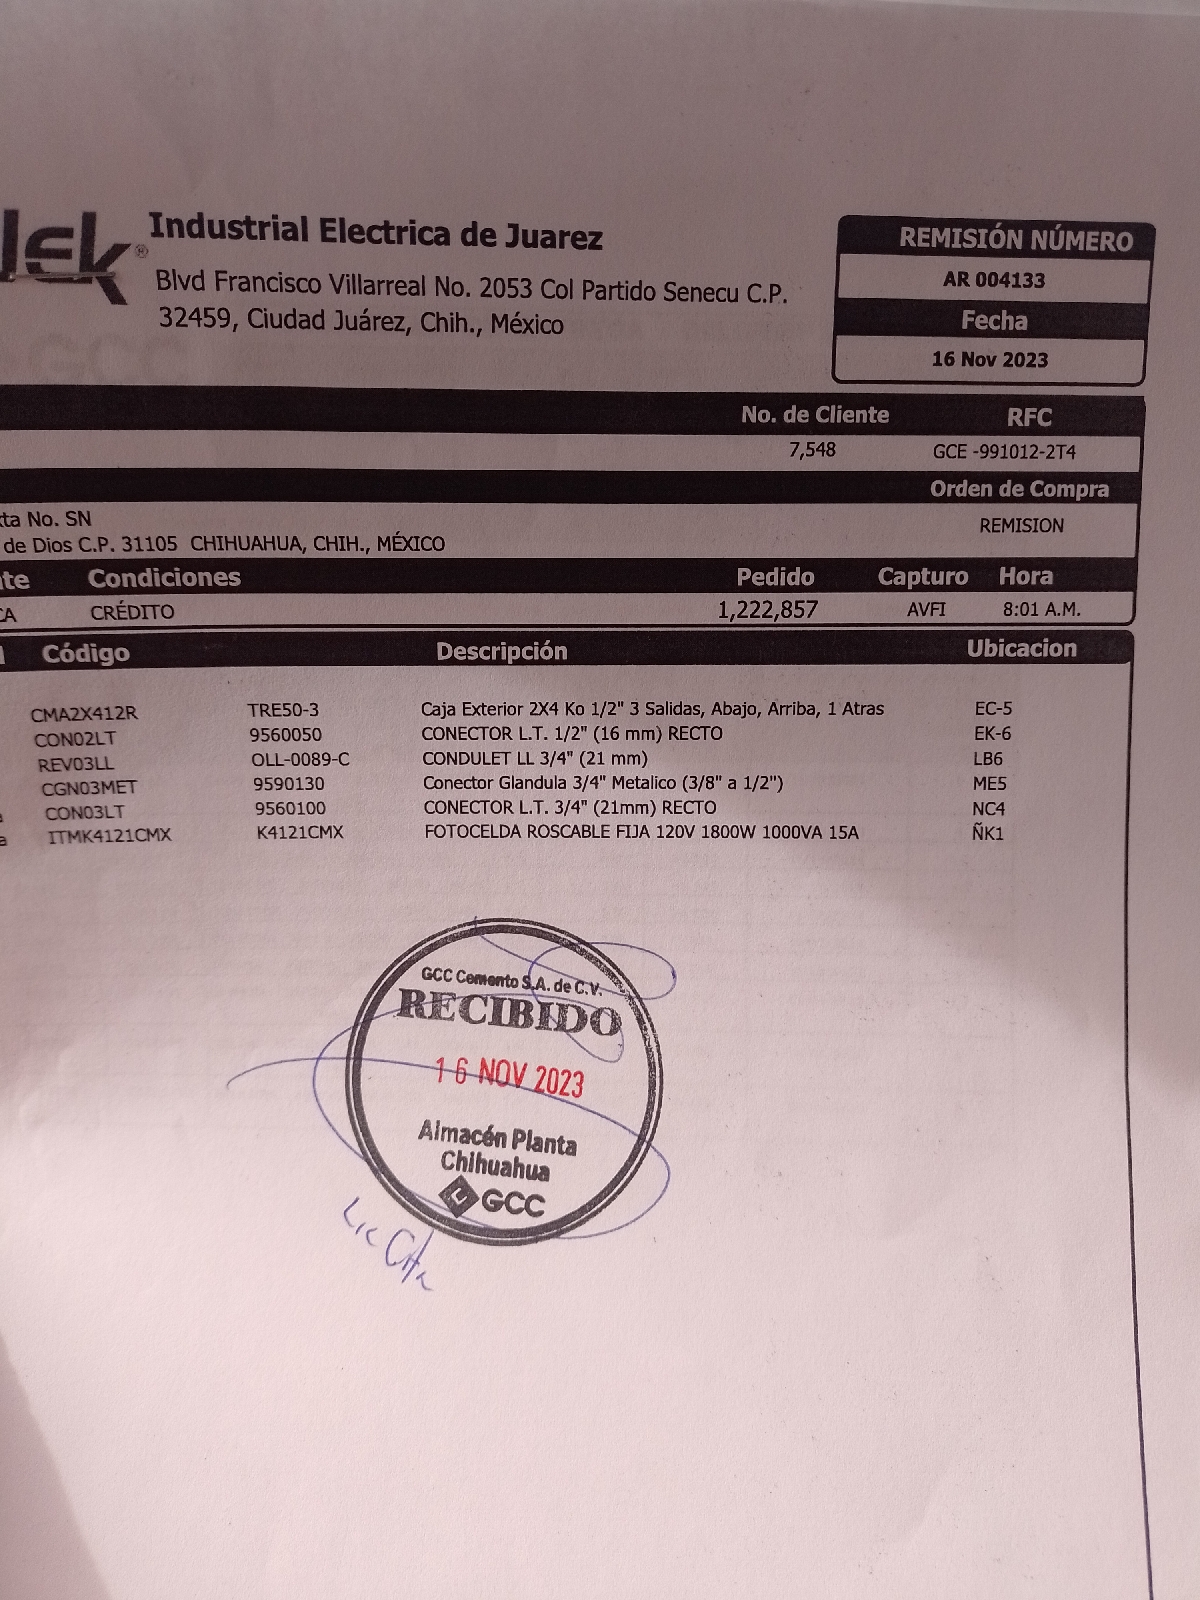 lek®
Industrial Electrica de Juarez
Blvd Francisco Villarreal No. 2053 Col Partido Senecu C.P.
32459, Ciudad Juárez, Chih., México
REMISIÓN NÚMERO
AR 004133
Fecha
16 Nov 2023
No. de Cliente RFC
7,548 GCE -991012-2T4
Orden de Compra
ta No. SN REMISION
de Dios C.P. 31105 CHIHUAHUA, CHIH., MÉXICO
te Condiciones Pedido Capturo Hora
CA CRÉDITO 1,222,857 AVFI 8:01 A.M.
Código Descripción Ubicacion
CMA2X412R TRE50-3 Caja Exterior 2X4 Ko 1/2" 3 Salidas, Abajo, Arriba, 1 Atras EC-5
CON02LT 9560050 CONECTOR L.T. 1/2" (16 mm) RECTO EK-6
REV03LL OLL-0089-C CONDULET LL 3/4" (21 mm) LB6
CGN03MET 9590130 Conector Glandula 3/4" Metalico (3/8" a 1/2") ME5
CON03LT 9560100 CONECTOR L.T. 3/4" (21mm) RECTO NC4
a ITMK4121CMX K4121CMX FOTOCELDA ROSCABLE FIJA 120V 1800W 1000VA 15A ÑK1
GCC Cemento S.A. de C.V.
RECIBIDO
16 NOV 2023
Almacén Planta
Chihuahua
GCC